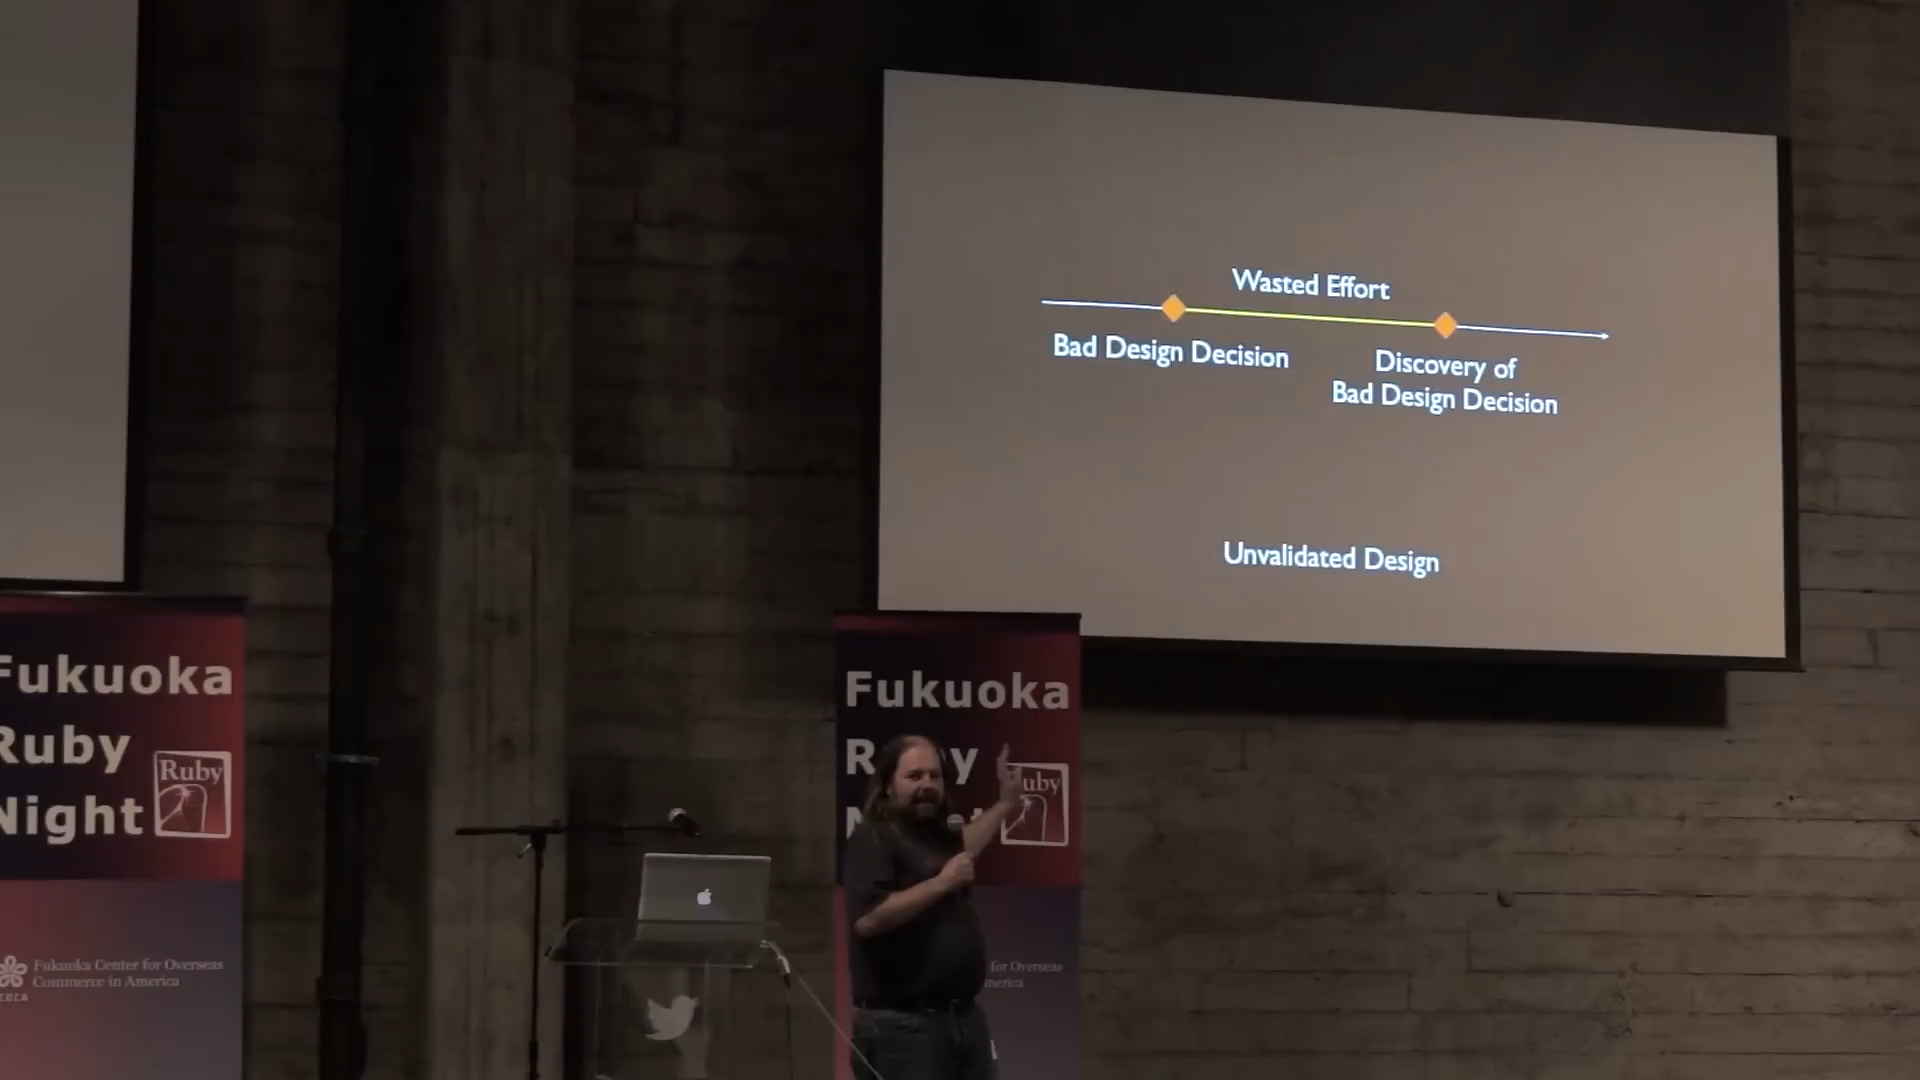 Wasted Effort
Bad Design Decision
Discovery of
Bad Design Decision
Unvalidated Design
Fukuoka
Ruby
Night
Ruby
Fukuoka Center for Overseas
Commerce in America
Fukuoka
uby
for Overseas